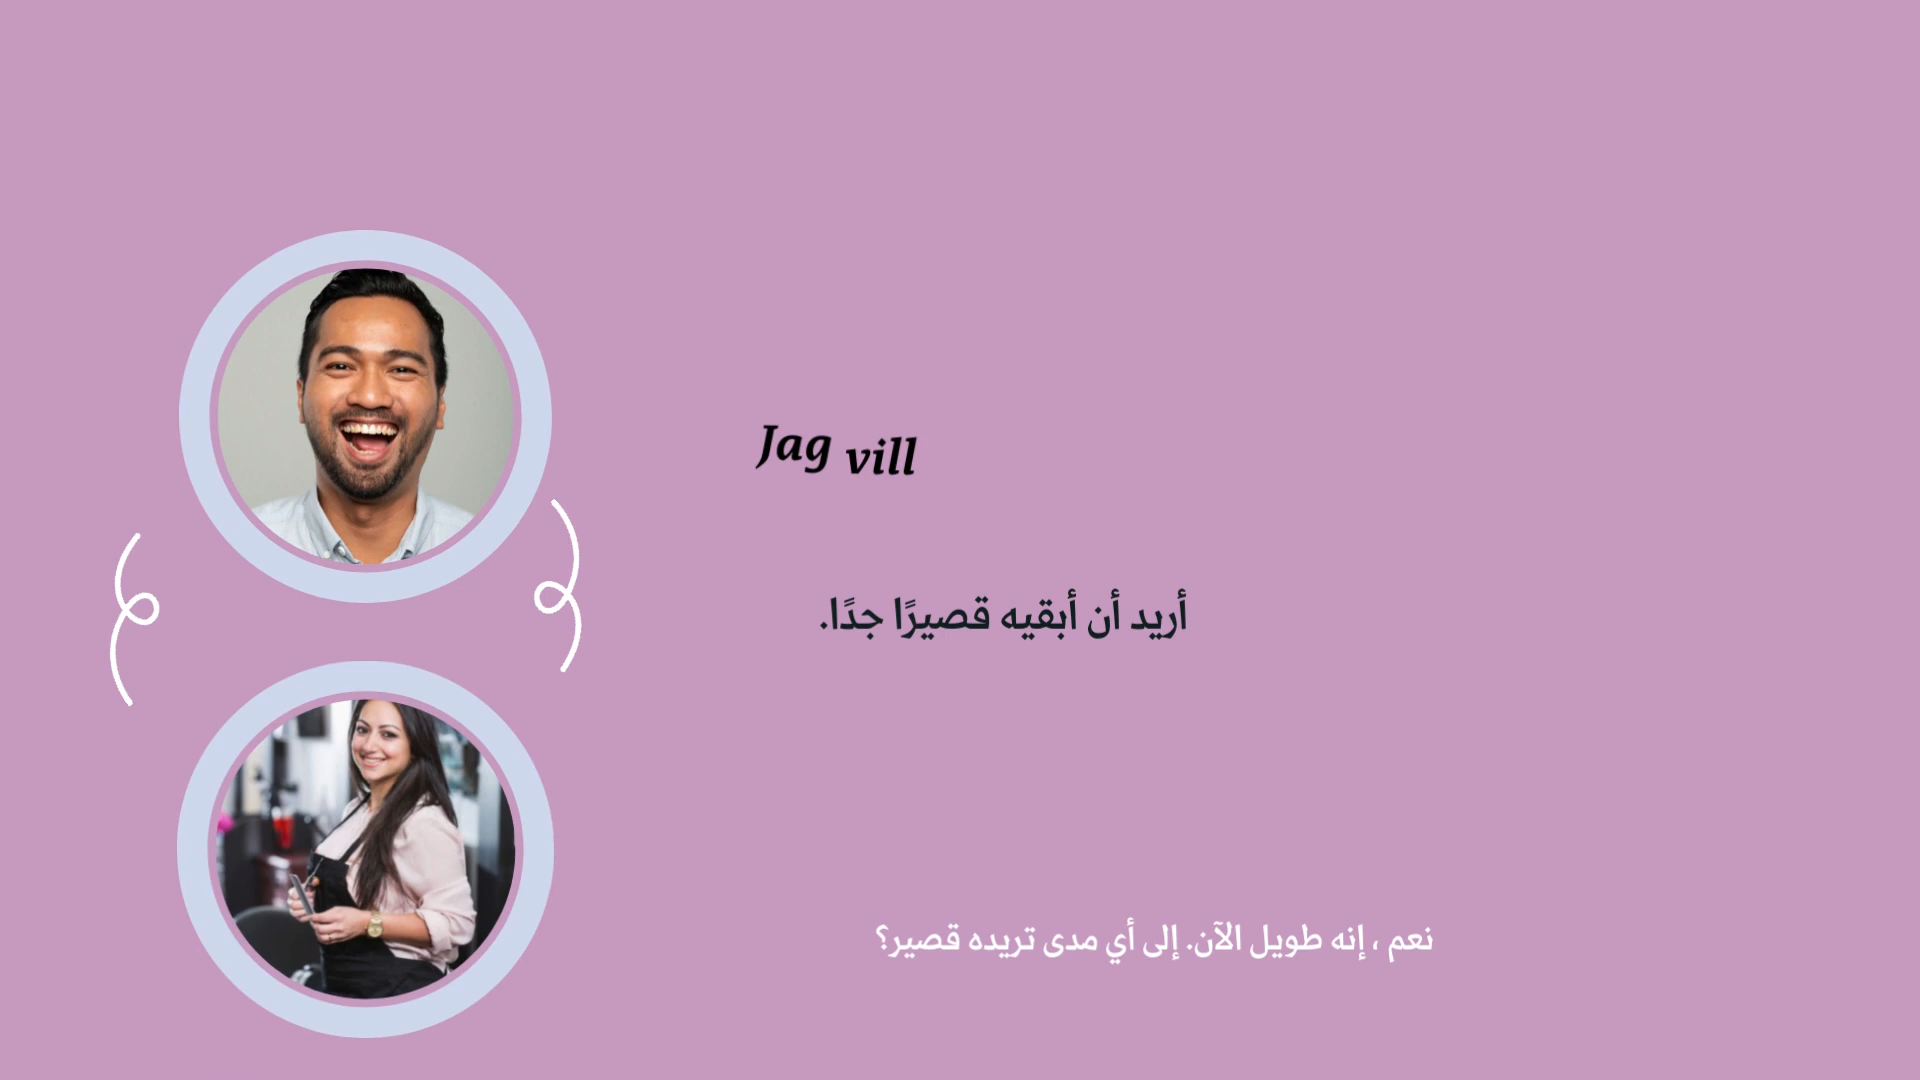 Jag vill
أريد أن أبقيه قصيرًا جدًا.
نعم ، إنه طويل الآن. إلى أي مدى تريده قصير؟